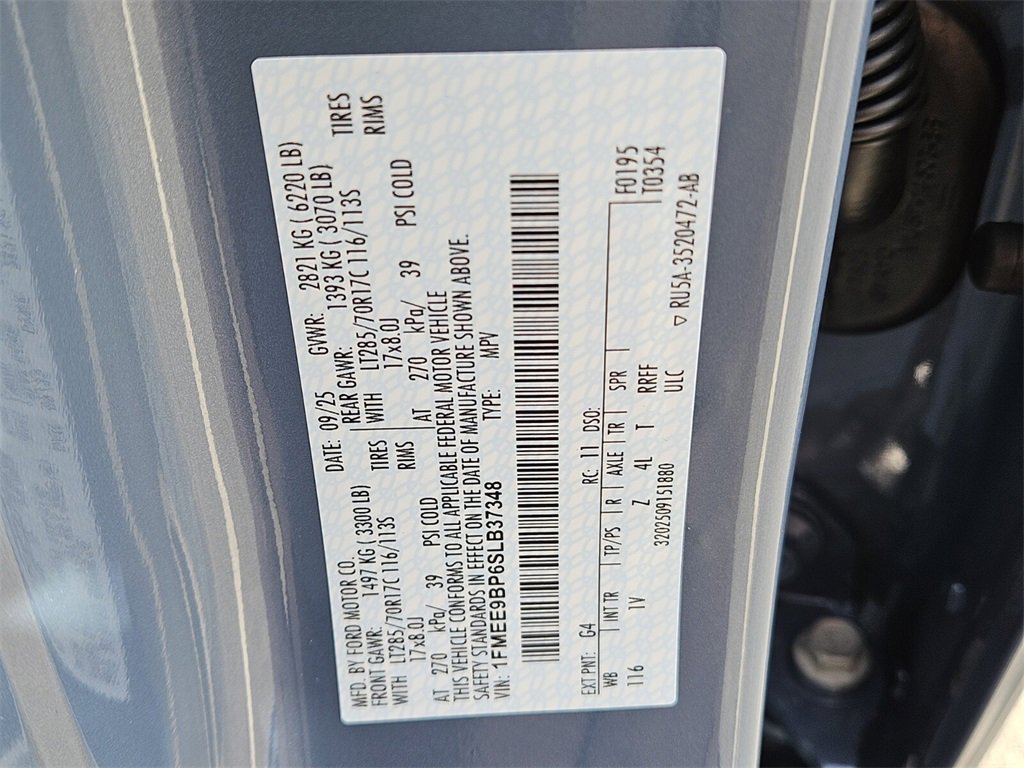 MFD. BY FORD MOTOR CO.
DATE: 09/25 GVWR: 2821 KG ( 6220 LB)
FRONT GAWR: 1497 KG ( 3300 LB)
REAR GAWR: 1393 KG ( 3070 LB)
WITH LT285/70R17C 116/113S TIRES
WITH LT285/70R17C 116/113S TIRES
17x8.0J RIMS
17x8.0J RIMS
AT 270 kPa/ 39 PSI COLD
AT 270 kPa/ 39 PSI COLD
THIS VEHICLE CONFORMS TO ALL APPLICABLE FEDERAL MOTOR VEHICLE
SAFETY STANDARDS IN EFFECT ON THE DATE OF MANUFACTURE SHOWN ABOVE.
VIN: 1FMEE9BP6SLB37348 TYPE: MPV
F0195
T0354
EXT PNT: G4 RC: 11 DSO:
WB INT TR TP/PS R AXLE TR SPR
116 1V Z 4L T RRFF
3202509151880 ULC
▽ RU5A-3520472-AB